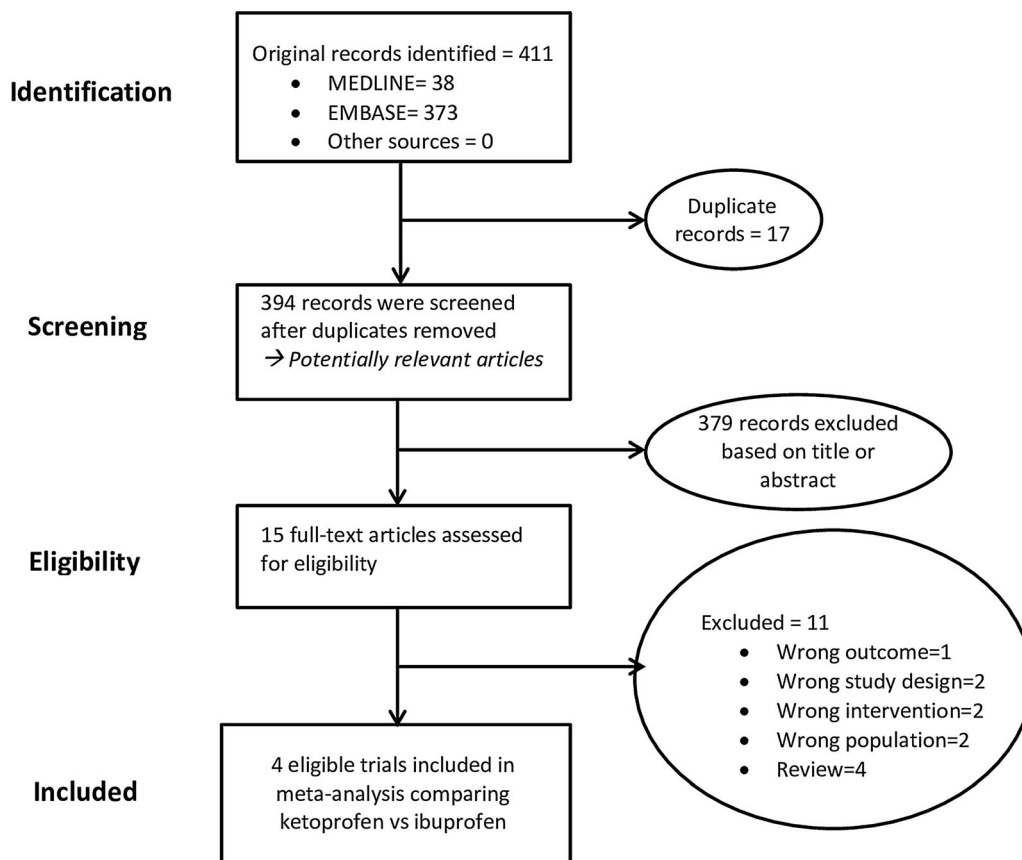 Identification
Original records identified = 411
• MEDLINE= 38
• EMBASE= 373
• Other sources = 0
Duplicate
records = 17
Screening
394 records were screened
after duplicates removed
→ Potentially relevant articles
379 records excluded
based on title or
abstract
Eligibility
15 full-text articles assessed
for eligibility
Excluded = 11
• Wrong outcome=1
• Wrong study design=2
• Wrong intervention=2
• Wrong population=2
• Review=4
Included
4 eligible trials included in
meta-analysis comparing
ketoprofen vs ibuprofen